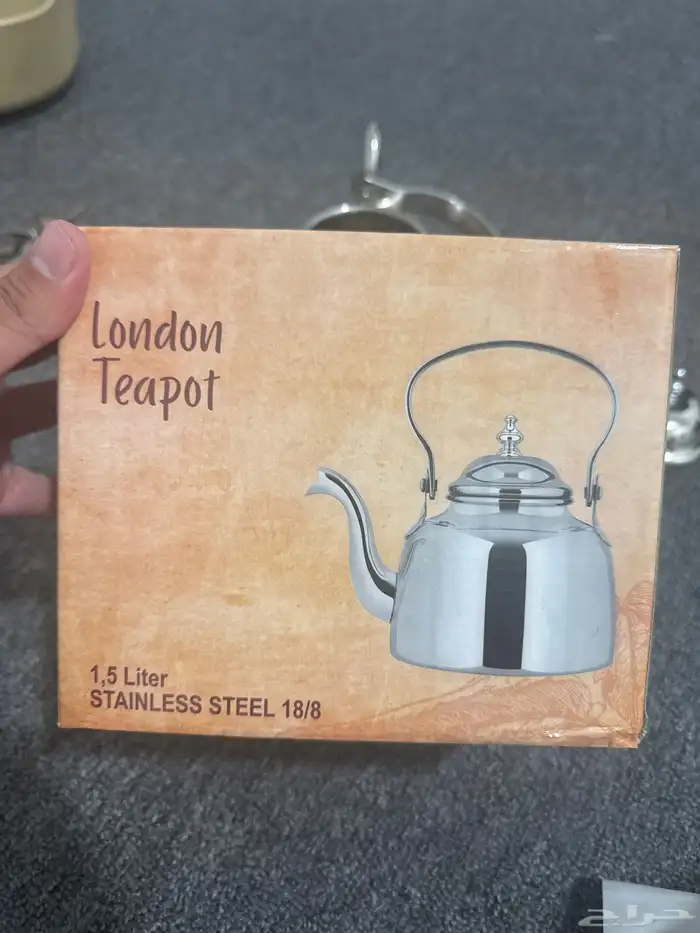 London
Teapot
1,5 Liter
STAINLESS STEEL 18/8
حراج